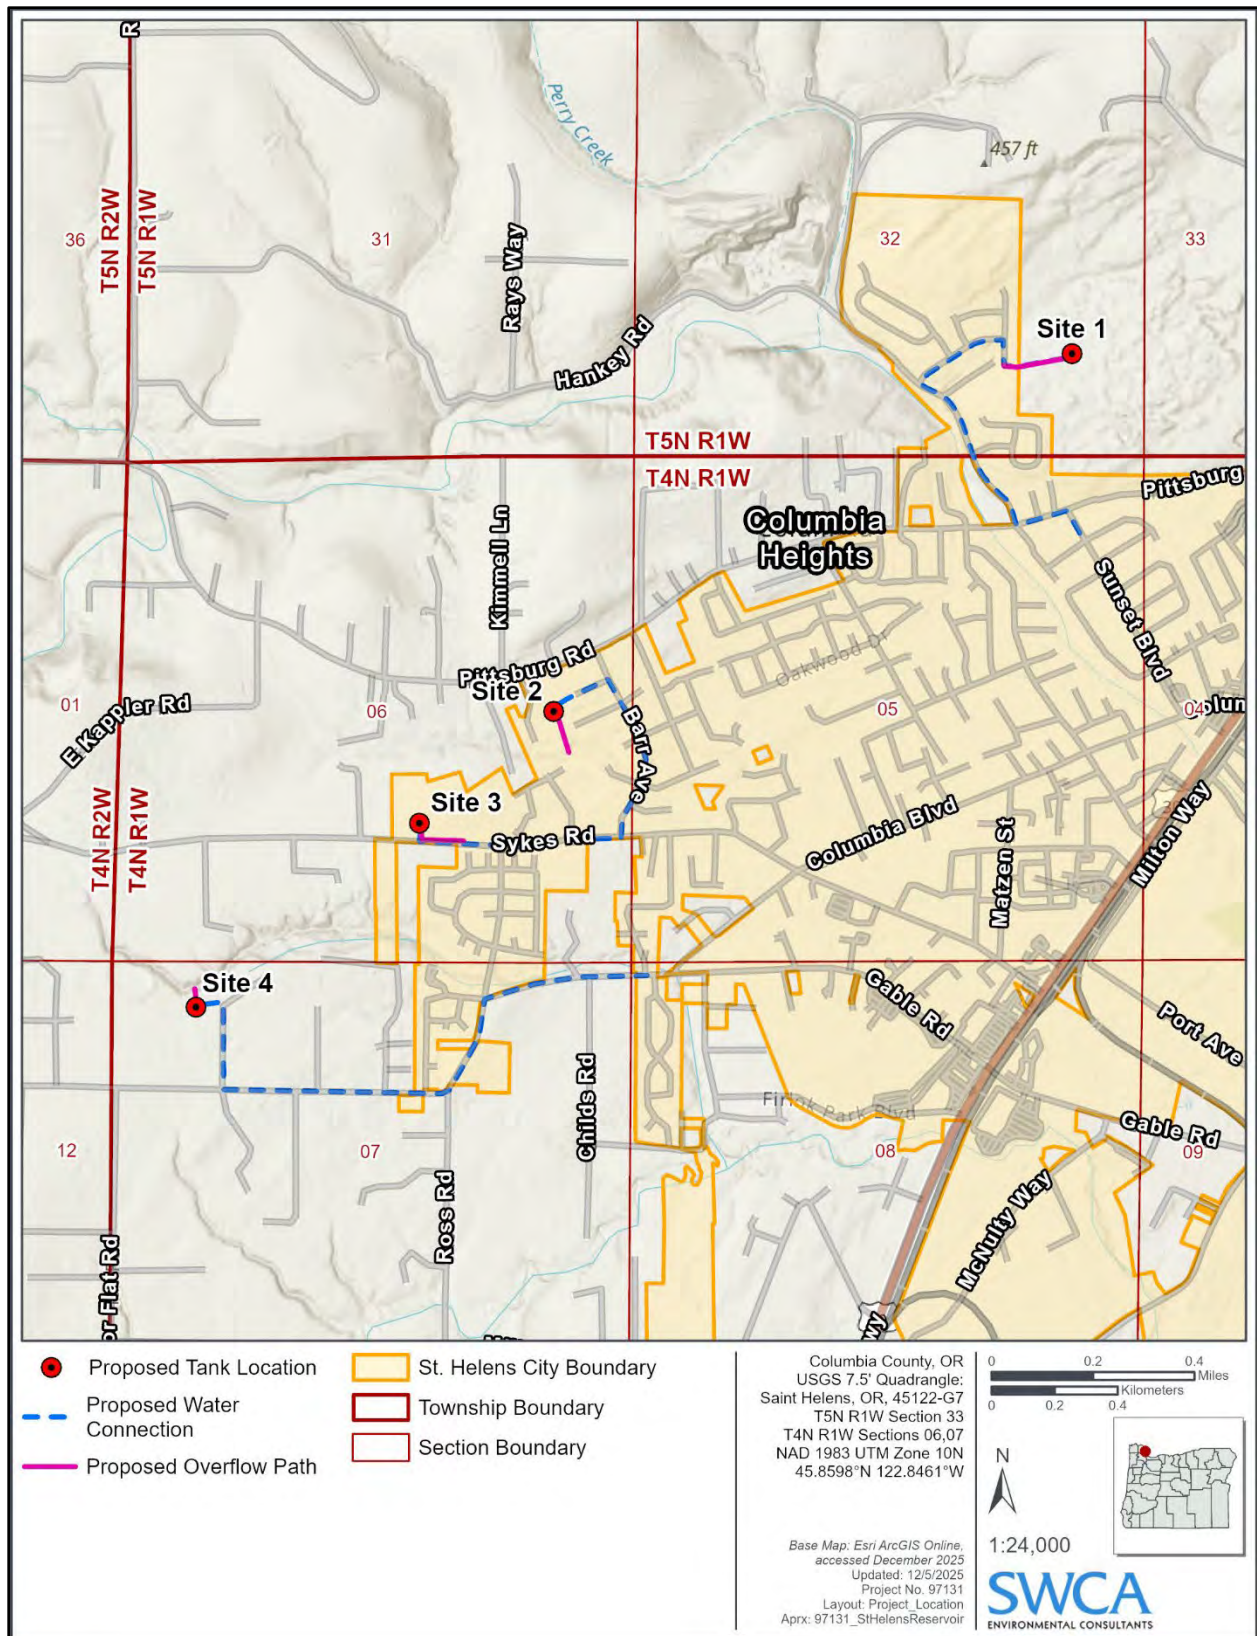 R
Perry Creek
457 ft
T5N R2W
T5N R1W
36
31
32
33
Rays Way
Hankey Rd
Site 1
T5N R1W
T4N R1W
Pittsburg
Columbia
Heights
Kimmell Ln
Sunset Blvd
Pittsburg Rd
Oakwood Dr
Site 2
01
E Kappler Rd
06
05
04
Colum
Barr Ave
Site 3
Sykes Rd
Columbia Blvd
Matzen St
Milton Way
T4N R2W
T4N R1W
Site 4
Gable Rd
Port Ave
Childs Rd
Firlok Park Blvd
Gable Rd
12
07
08
09
Ross Rd
McNulty Way
or Flat Rd
wy
Proposed Tank Location
Proposed Water
Connection
Proposed Overflow Path
St. Helens City Boundary
Township Boundary
Section Boundary
Columbia County, OR
USGS 7.5' Quadrangle:
Saint Helens, OR, 45122-G7
T5N R1W Section 33
T4N R1W Sections 06,07
NAD 1983 UTM Zone 10N
45.8598°N 122.8461°W
Base Map: Esri ArcGIS Online,
accessed December 2025
Updated: 12/5/2025
Project No. 97131
Layout: Project_Location
Aprx: 97131_StHelensReservoir
0 0.2 0.4
Miles
Kilometers
0 0.2 0.4
N
1:24,000
SWCA
ENVIRONMENTAL CONSULTANTS